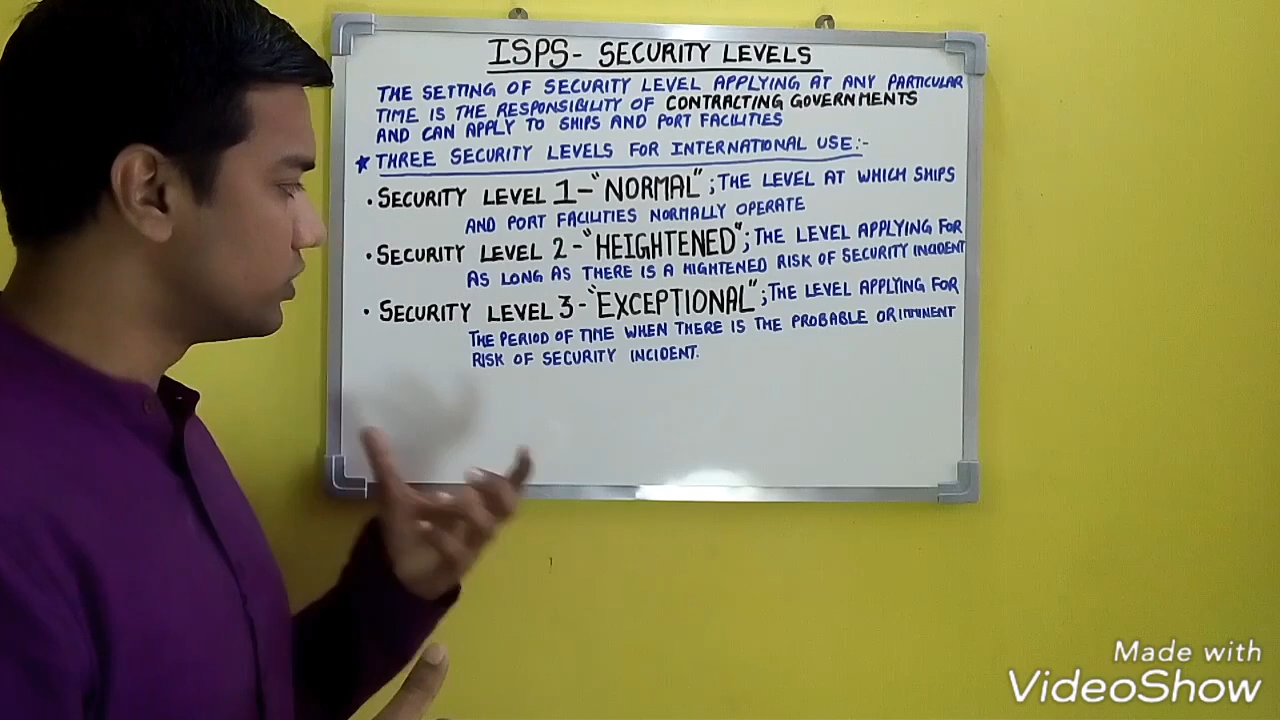 ISPS- SECURITY LEVELS
THE SETTING OF SECURITY LEVEL APPLYING AT ANY PARTICULAR
TIME IS THE RESPONSIBILITY OF CONTRACTING GOVERNMENTS
AND CAN APPLY TO SHIPS AND PORT FACILITIES
★ THREE SECURITY LEVELS FOR INTERNATIONAL USE:-
• SECURITY LEVEL 1-"NORMAL"; THE LEVEL AT WHICH SHIPS
AND PORT FACILITIES NORMALLY OPERATE
• SECURITY LEVEL 2-"HEIGHTENED"; THE LEVEL APPLYING FOR
AS LONG AS THERE IS A HIGHTENED RISK OF SECURITY INCIDENT
• SECURITY LEVEL 3-"EXCEPTIONAL"; THE LEVEL APPLYING FOR
THE PERIOD OF TIME WHEN THERE IS THE PROBABLE OR IMMINENT
RISK OF SECURITY INCIDENT.
Made with
VideoShow